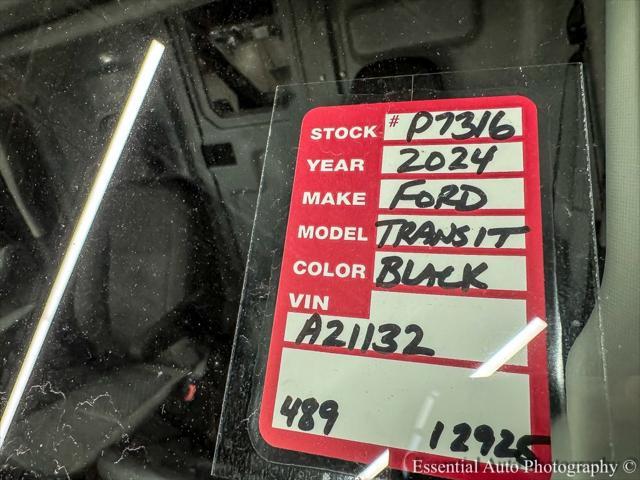 STOCK # P7316
YEAR 2024
MAKE FORD
MODEL TRANSIT
COLOR BLACK
VIN
A21132
489 12925
Essential Auto Photography ©